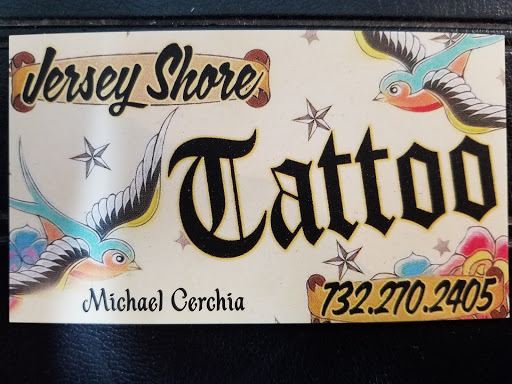 Jersey Shore
Tattoo
Michael Cerchia
732.270.2405